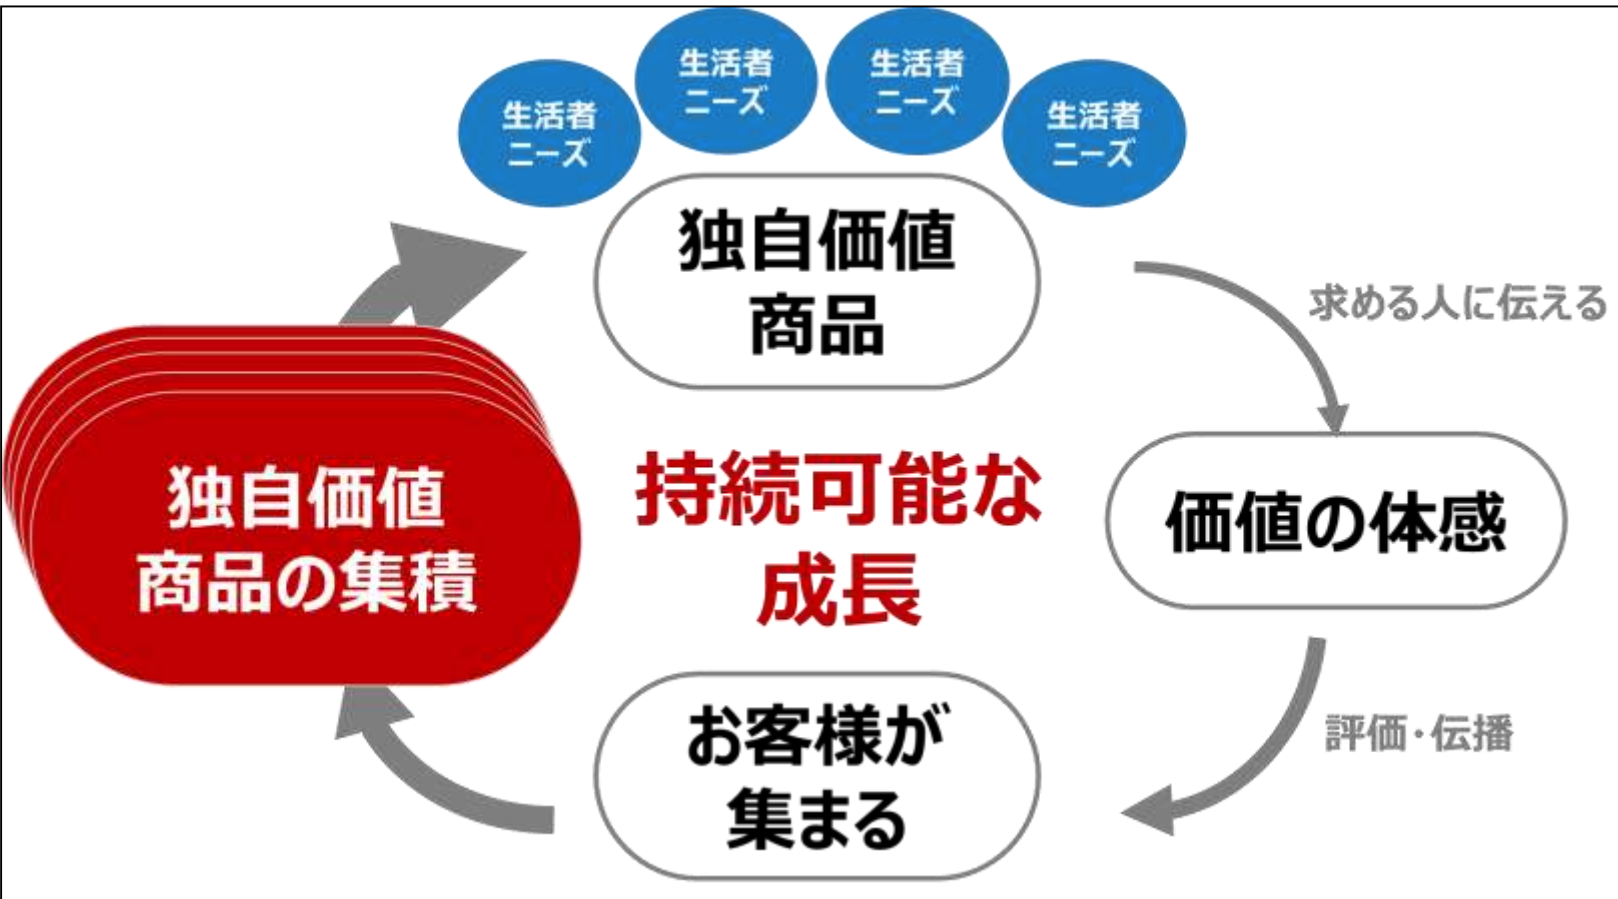 生活者
ニーズ
生活者
ニーズ
生活者
ニーズ
生活者
ニーズ
独自価値
商品
求める人に伝える
価値の体感
評価・伝播
お客様が
集まる
独自価値
商品の集積
持続可能な
成長